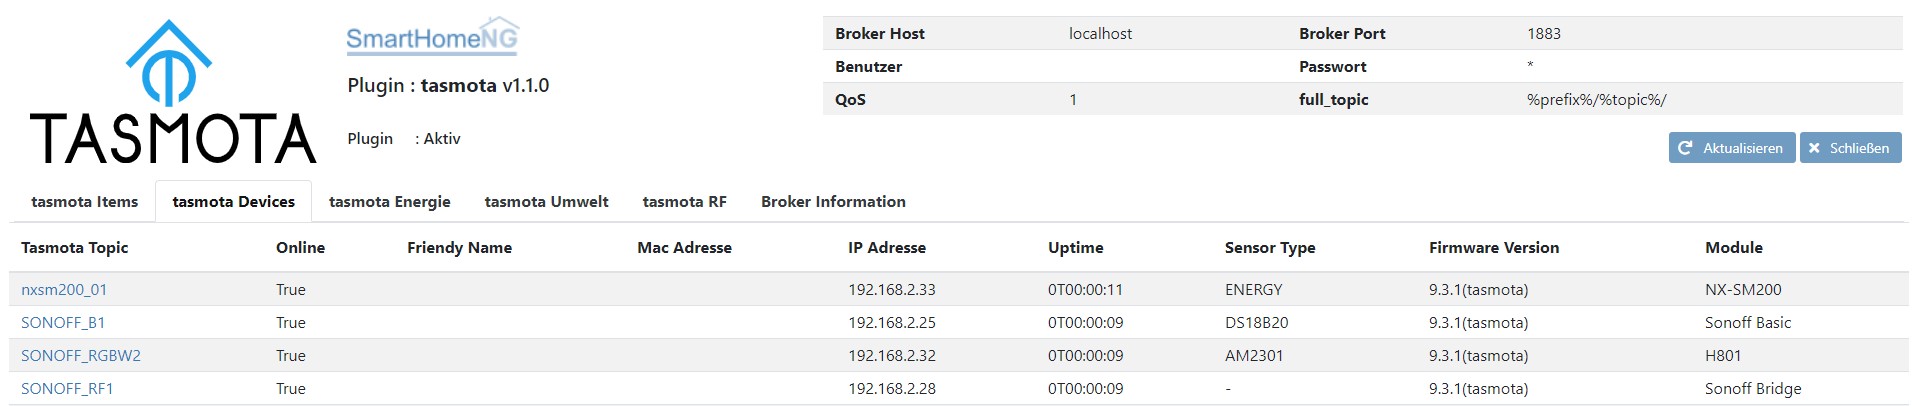 TASMOTA
SmartHomeNG
Plugin : tasmota v1.1.0
Plugin : Aktiv
Broker Host localhost Broker Port 1883
Benutzer Passwort *
QoS 1 full_topic %prefix%/%topic%/
Aktualisieren Schließen
tasmota Items tasmota Devices tasmota Energie tasmota Umwelt tasmota RF Broker Information
Tasmota Topic Online Friendy Name Mac Adresse IP Adresse Uptime Sensor Type Firmware Version Module
nxsm200_01 True 192.168.2.33 0T00:00:11 ENERGY 9.3.1(tasmota) NX-SM200
SONOFF_B1 True 192.168.2.25 0T00:00:09 DS18B20 9.3.1(tasmota) Sonoff Basic
SONOFF_RGBW2 True 192.168.2.32 0T00:00:09 AM2301 9.3.1(tasmota) H801
SONOFF_RF1 True 192.168.2.28 0T00:00:09 - 9.3.1(tasmota) Sonoff Bridge